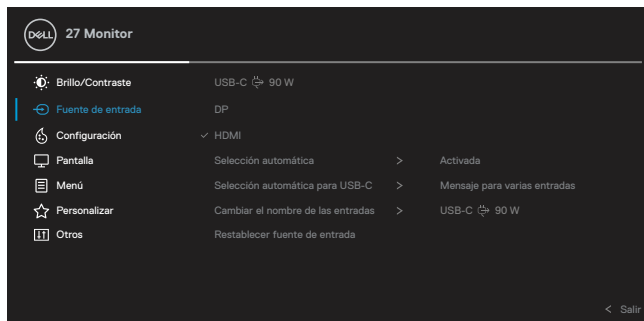 DELL 27 Monitor
Brillo/Contraste USB-C 90 W
Fuente de entrada DP
Configuración ✓ HDMI
Pantalla Selección automática > Activada
Menú Selección automática para USB-C > Mensaje para varias entradas
Personalizar Cambiar el nombre de las entradas > USB-C 90 W
Otros Restablecer fuente de entrada
< Salir